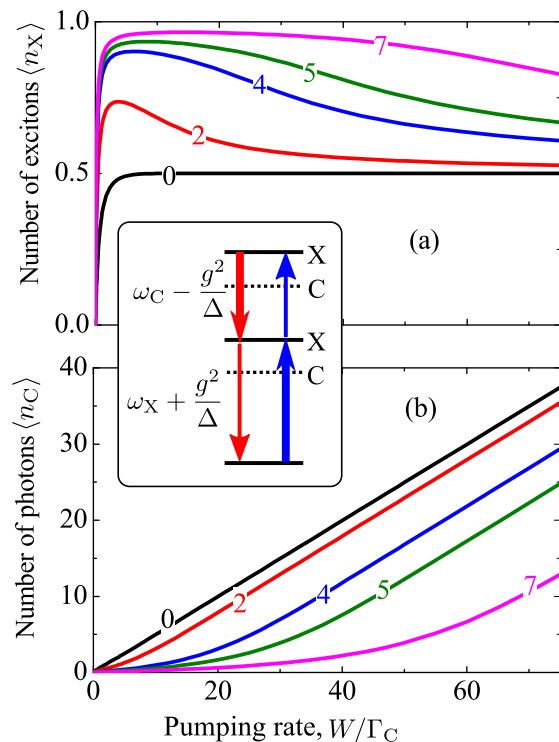 1.0
0.5
0.0
Number of excitons ⟨n_X⟩
7
5
4
2
0
(a)
X
C
X
C
ω_C − g²/Δ
ω_X + g²/Δ
40
30
20
10
0
Number of photons ⟨n_C⟩
(b)
0
2
4
5
7
0
20
40
60
Pumping rate, W/Γ_C